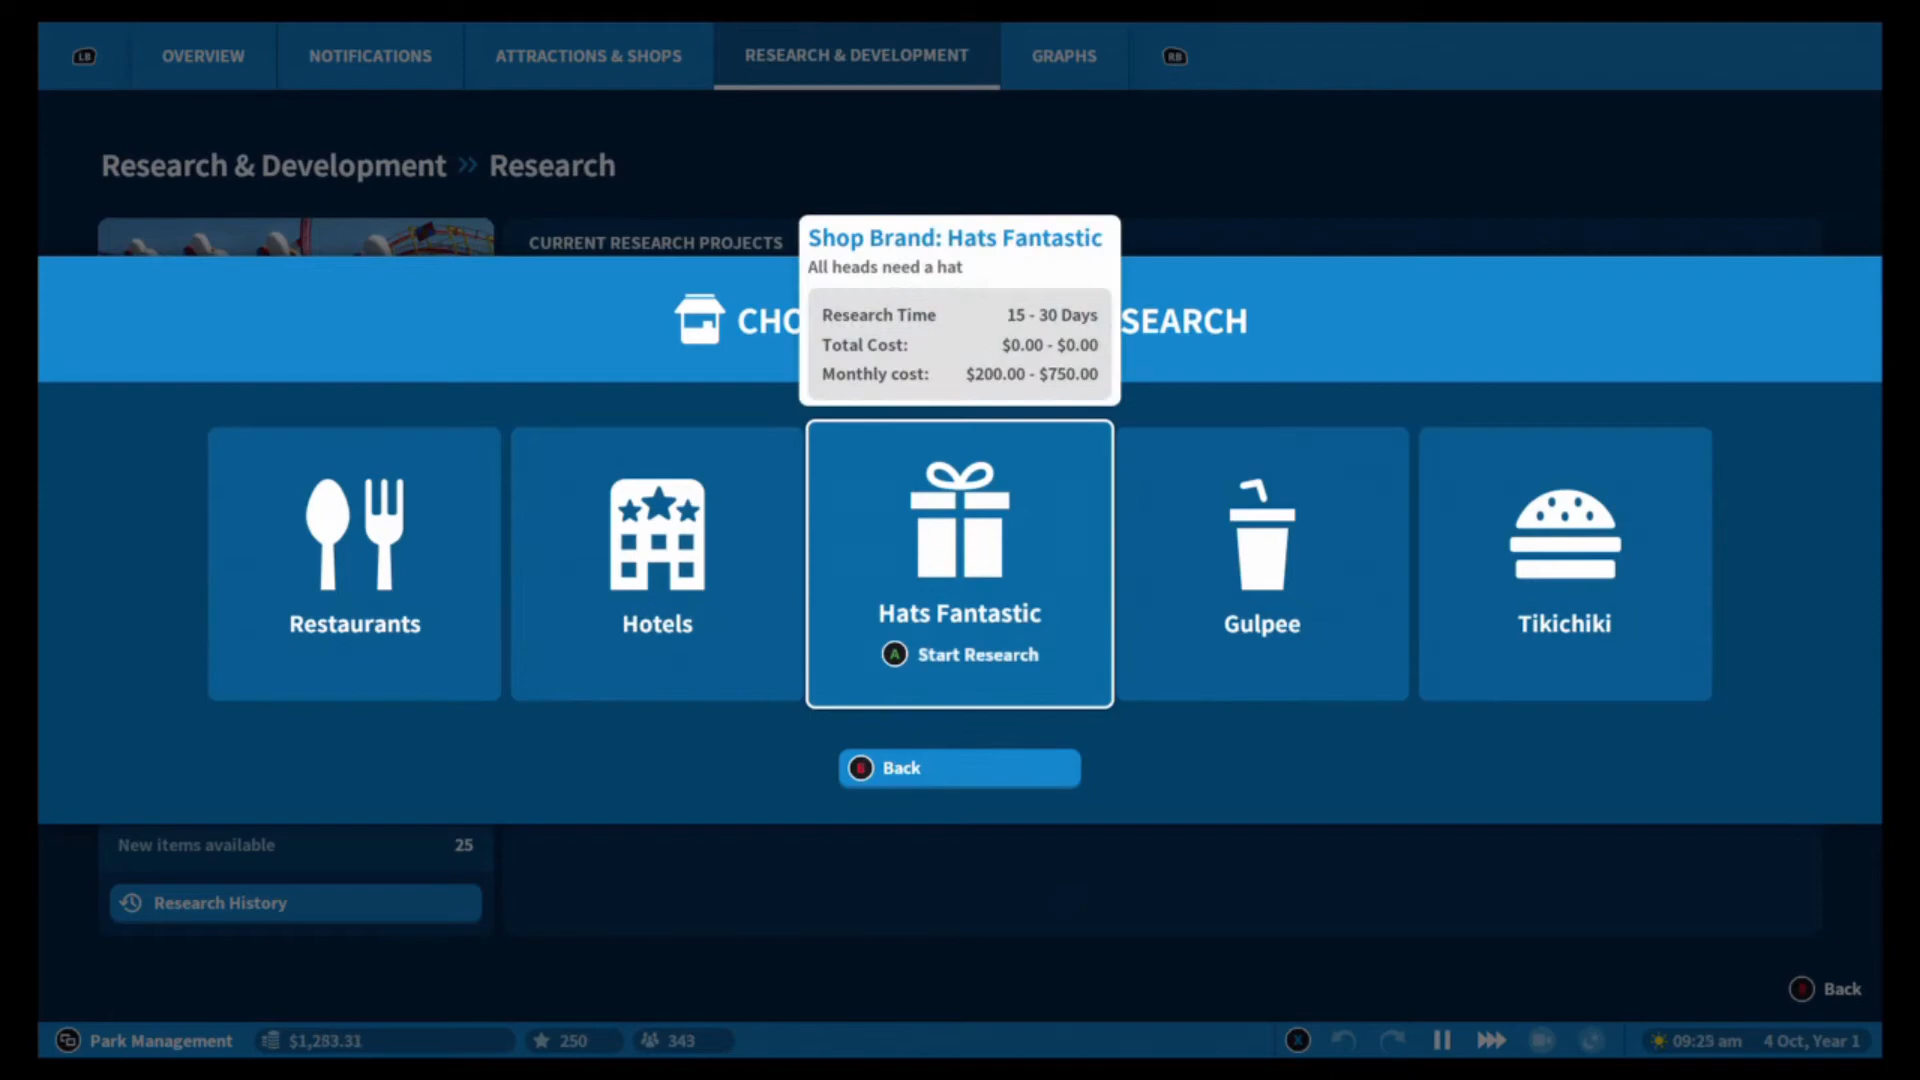 LB
OVERVIEW
NOTIFICATIONS
ATTRACTIONS & SHOPS
RESEARCH & DEVELOPMENT
GRAPHS
RB
Research & Development » Research
CURRENT RESEARCH PROJECTS
Shop Brand: Hats Fantastic
All heads need a hat
Research Time 15 - 30 Days
Total Cost: $0.00 - $0.00
Monthly cost: $200.00 - $750.00
CHO
SEARCH
Restaurants
Hotels
Hats Fantastic
A Start Research
Gulpee
Tikichiki
B Back
New items available 25
Research History
B Back
Park Management
$1,283.31
250
343
X
09:25 am
4 Oct, Year 1